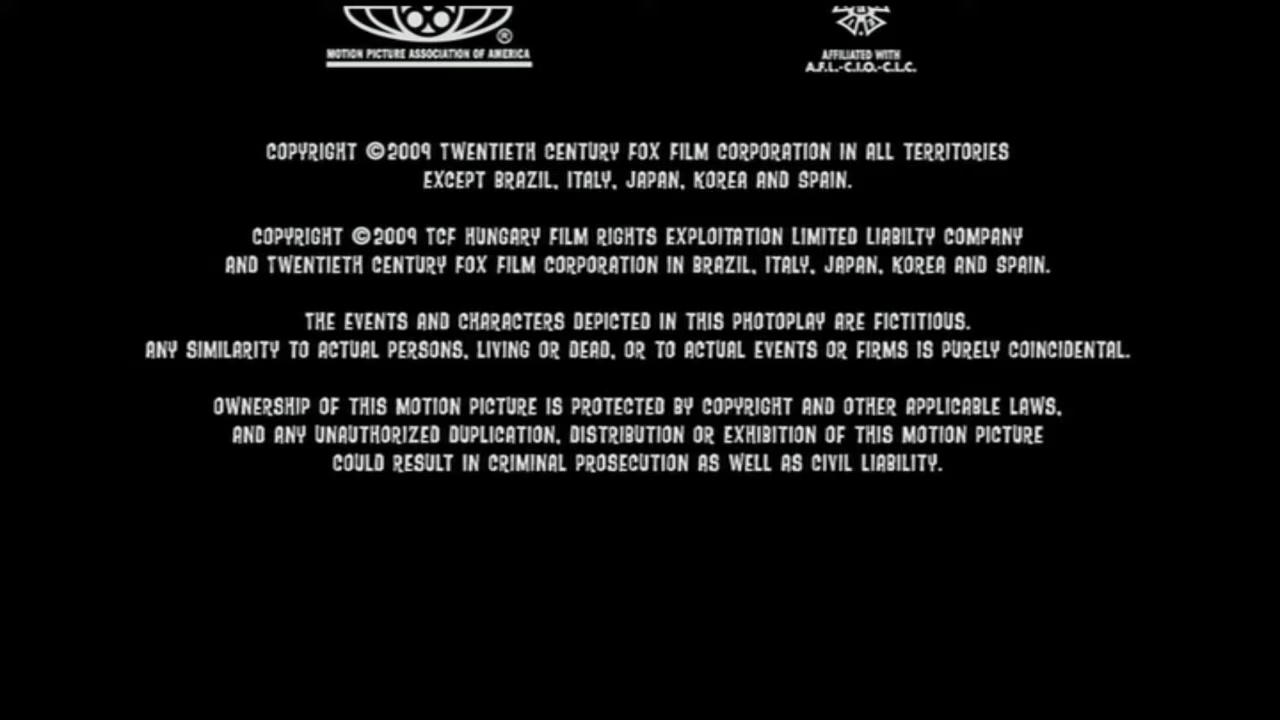 MOTION PICTURE ASSOCIATION OF AMERICA
®
AFFILIATED WITH
A.F.L.-C.I.O.-C.L.C.
COPYRIGHT ©2009 TWENTIETH CENTURY FOX FILM CORPORATION IN ALL TERRITORIES
EXCEPT BRAZIL, ITALY, JAPAN, KOREA AND SPAIN.
COPYRIGHT ©2009 TCF HUNGARY FILM RIGHTS EXPLOITATION LIMITED LIABILTY COMPANY
AND TWENTIETH CENTURY FOX FILM CORPORATION IN BRAZIL, ITALY, JAPAN, KOREA AND SPAIN.
THE EVENTS AND CHARACTERS DEPICTED IN THIS PHOTOPLAY ARE FICTITIOUS.
ANY SIMILARITY TO ACTUAL PERSONS, LIVING OR DEAD, OR TO ACTUAL EVENTS OR FIRMS IS PURELY COINCIDENTAL.
OWNERSHIP OF THIS MOTION PICTURE IS PROTECTED BY COPYRIGHT AND OTHER APPLICABLE LAWS,
AND ANY UNAUTHORIZED DUPLICATION, DISTRIBUTION OR EXHIBITION OF THIS MOTION PICTURE
COULD RESULT IN CRIMINAL PROSECUTION AS WELL AS CIVIL LIABILITY.